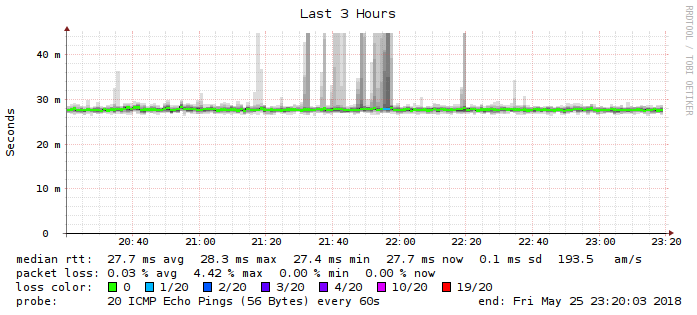 Last 3 Hours
RRDTOOL / TOBI OETIKER
Seconds
40 m
30 m
20 m
10 m
0
20:40 21:00 21:20 21:40 22:00 22:20 22:40 23:00 23:20
median rtt: 27.7 ms avg 28.3 ms max 27.4 ms min 27.7 ms now 0.1 ms sd 193.5 am/s
packet loss: 0.03 % avg 4.42 % max 0.00 % min 0.00 % now
loss color: 0 1/20 2/20 3/20 4/20 10/20 19/20
probe: 20 ICMP Echo Pings (56 Bytes) every 60s end: Fri May 25 23:20:03 2018